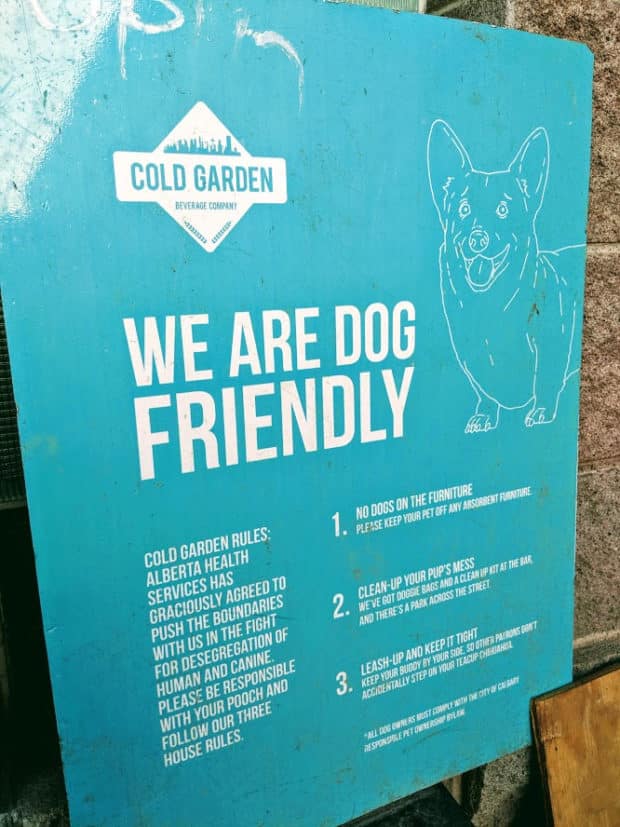 COLD GARDEN
BEVERAGE COMPANY
WE ARE DOG
FRIENDLY
COLD GARDEN RULES:
ALBERTA HEALTH
SERVICES HAS
GRACIOUSLY AGREED TO
PUSH THE BOUNDARIES
WITH US IN THE FIGHT
FOR DESEGREGATION OF
HUMAN AND CANINE.
PLEASE BE RESPONSIBLE
WITH YOUR POOCH AND
FOLLOW OUR THREE
HOUSE RULES.
1. NO DOGS ON THE FURNITURE
PLEASE KEEP YOUR PET OFF ANY ABSORBENT FURNITURE.
2. CLEAN-UP YOUR PUP'S MESS
WE'VE GOT DOGGIE BAGS AND A CLEAN UP KIT AT THE BAR,
AND THERE'S A PARK ACROSS THE STREET.
3. LEASH-UP AND KEEP IT TIGHT
KEEP YOUR BUDDY BY YOUR SIDE, SO OTHER PATRONS DON'T
ACCIDENTALLY STEP ON YOUR TEACUP CHIHUAHUA.
*ALL DOG OWNERS MUST COMPLY WITH THE CITY OF CALGARY
RESPONSIBLE PET OWNERSHIP BYLAW.